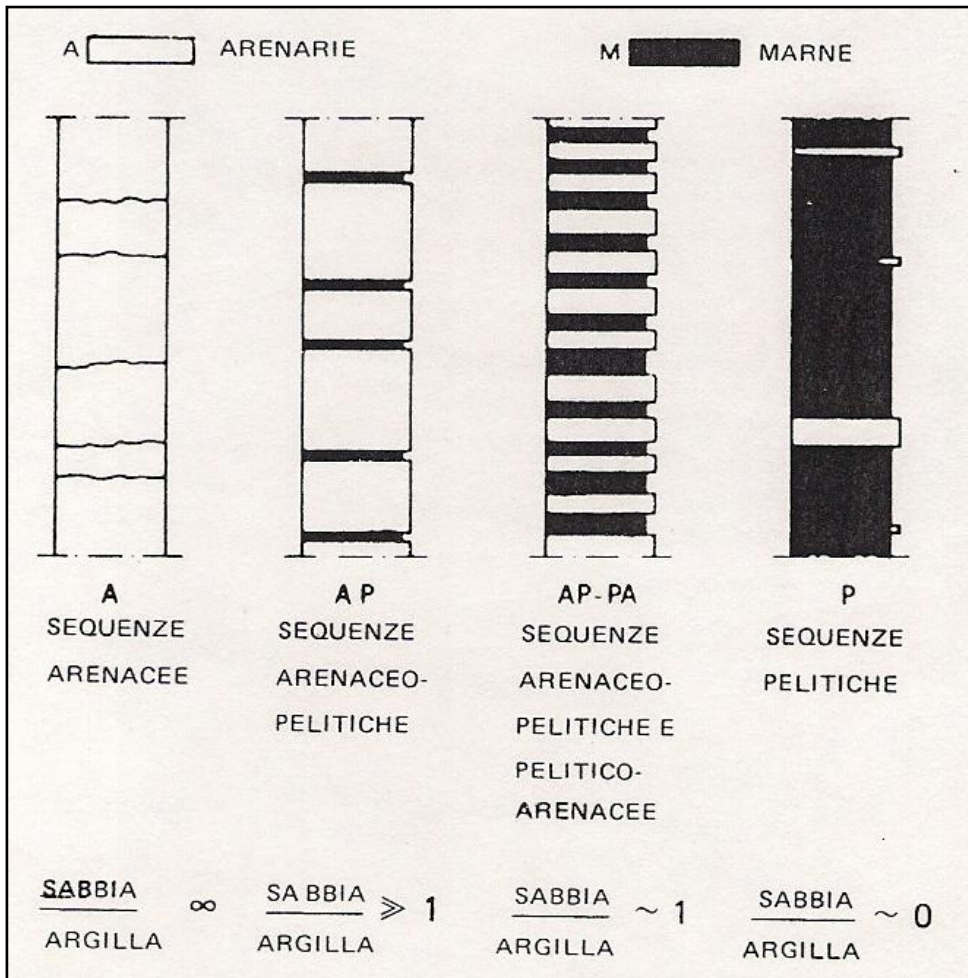 A ARENARIE
M MARNE
A
SEQUENZE
ARENACEE
A P
SEQUENZE
ARENACEO-
PELITICHE
AP-PA
SEQUENZE
ARENACEO-
PELITICHE E
PELITICO-
ARENACEE
P
SEQUENZE
PELITICHE
SABBIA
ARGILLA
∞
SA BBIA
ARGILLA
≫ 1
SABBIA
ARGILLA
~ 1
SABBIA
ARGILLA
~ 0